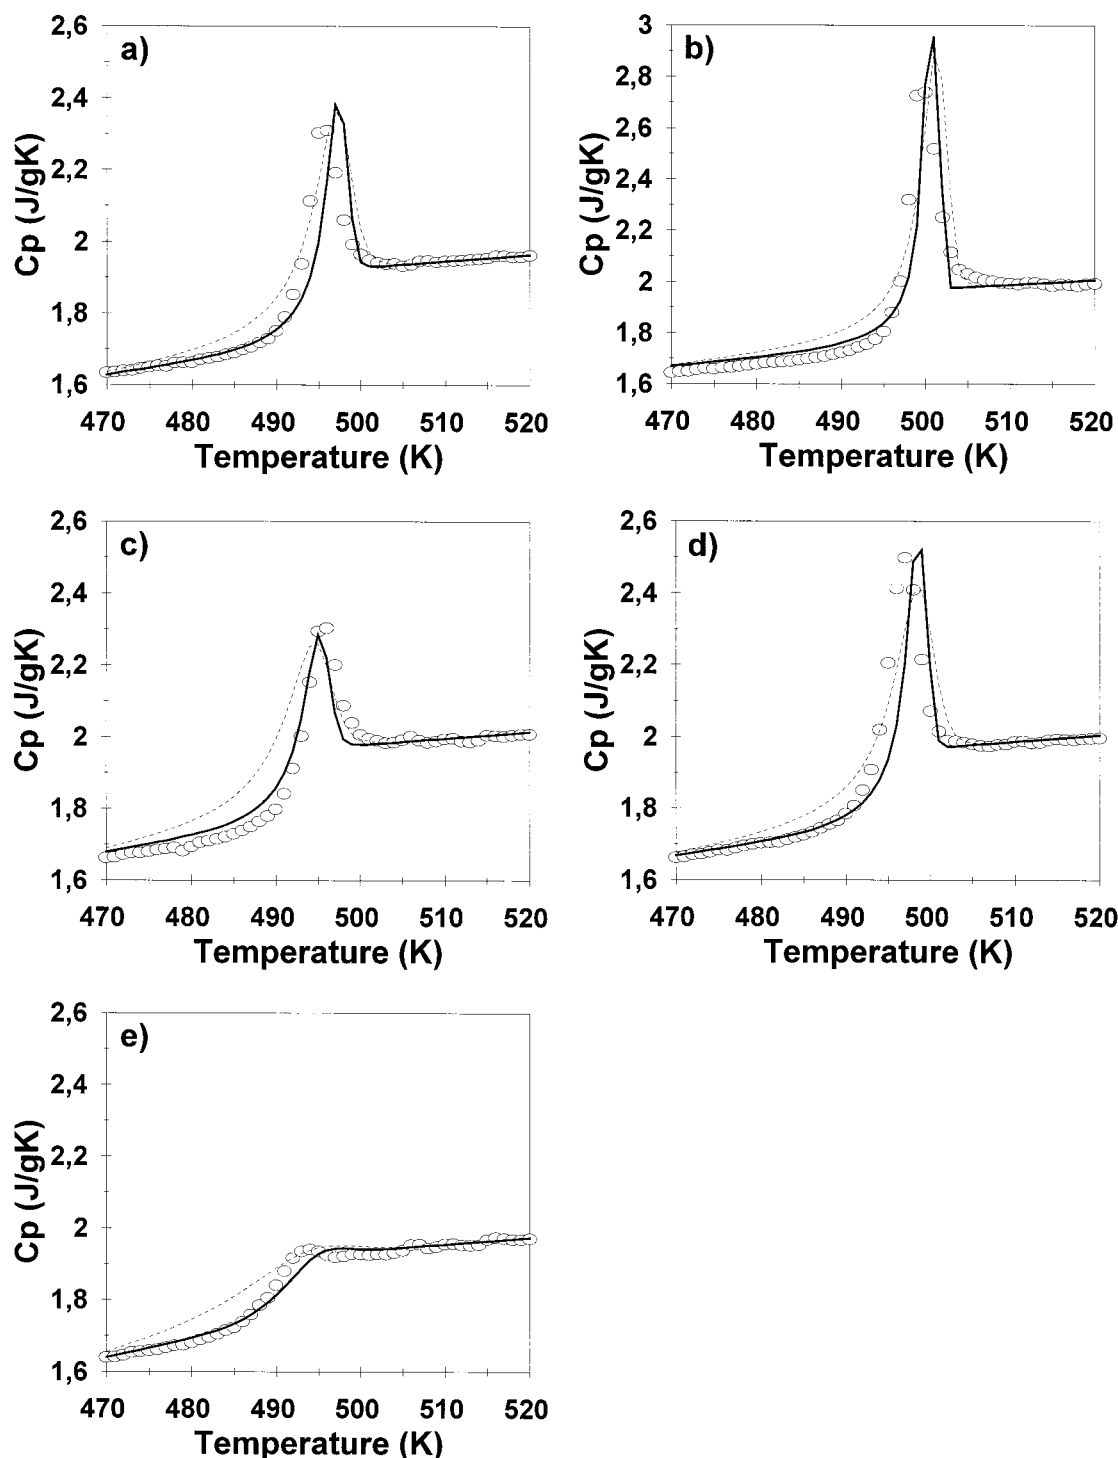 a)
2,6
2,4
2,2
2
1,8
1,6
Cp (J/gK)
470 480 490 500 510 520
Temperature (K)
b)
3
2,8
2,6
2,4
2,2
2
1,8
1,6
Cp (J/gK)
470 480 490 500 510 520
Temperature (K)
c)
2,6
2,4
2,2
2
1,8
1,6
Cp (J/gK)
470 480 490 500 510 520
Temperature (K)
d)
2,6
2,4
2,2
2
1,8
1,6
Cp (J/gK)
470 480 490 500 510 520
Temperature (K)
e)
2,6
2,4
2,2
2
1,8
1,6
Cp (J/gK)
470 480 490 500 510 520
Temperature (K)